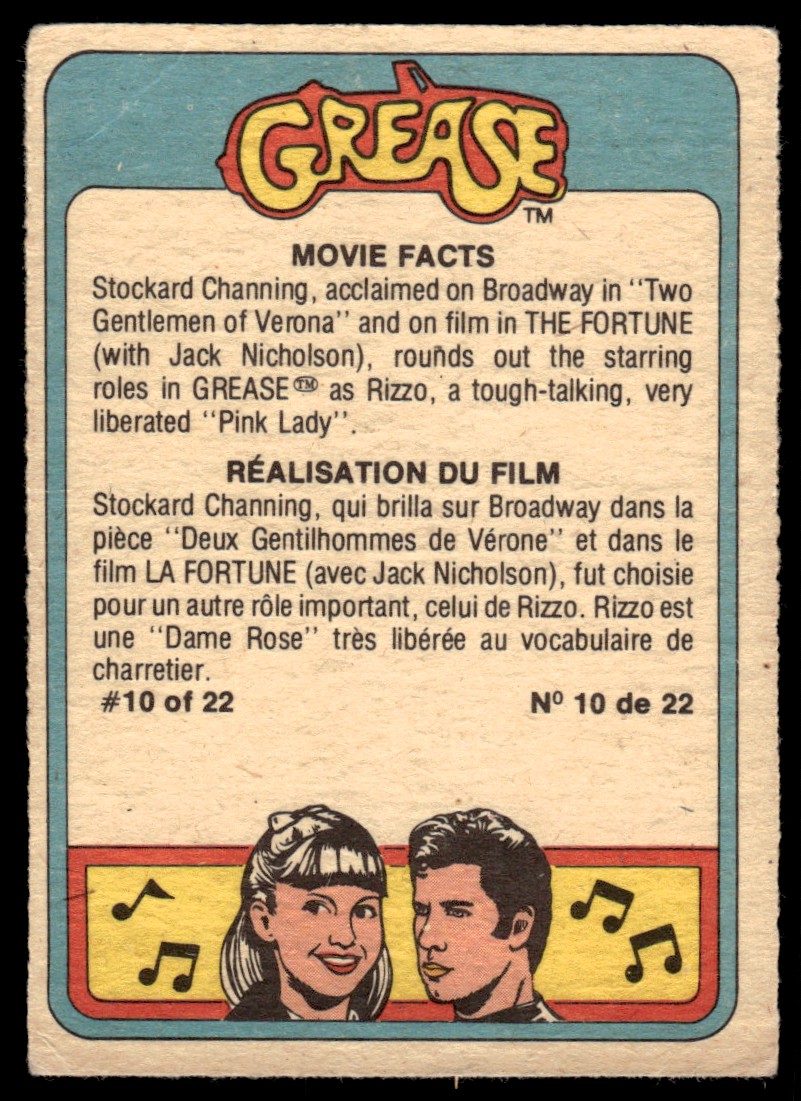 GREASE
TM
MOVIE FACTS
Stockard Channing, acclaimed on Broadway in "Two
Gentlemen of Verona" and on film in THE FORTUNE
(with Jack Nicholson), rounds out the starring
roles in GREASE™ as Rizzo, a tough-talking, very
liberated "Pink Lady".
RÉALISATION DU FILM
Stockard Channing, qui brilla sur Broadway dans la
pièce "Deux Gentilhommes de Vérone" et dans le
film LA FORTUNE (avec Jack Nicholson), fut choisie
pour un autre rôle important, celui de Rizzo. Rizzo est
une "Dame Rose" très libérée au vocabulaire de
charretier.
#10 of 22 Nº 10 de 22